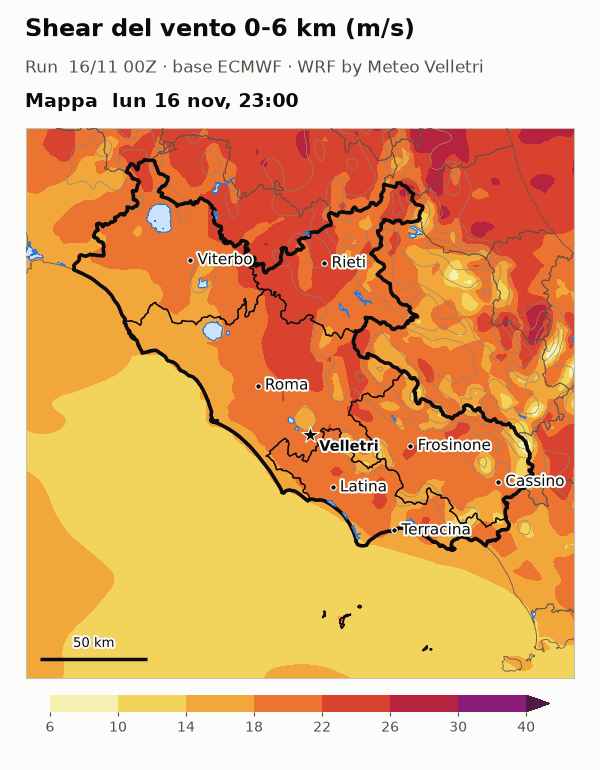 Shear del vento 0-6 km (m/s)
Run  16/11 00Z · base ECMWF · WRF by Meteo Velletri
Mappa  lun 16 nov, 23:00
Viterbo
Rieti
Roma
Velletri
Frosinone
Cassino
Latina
Terracina
50 km
6 10 14 18 22 26 30 40